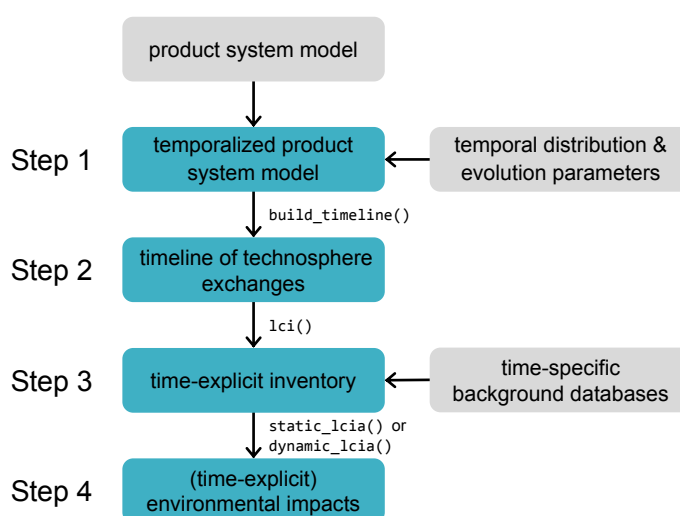 product system model
Step 1
temporalized product
system model
temporal distribution &
evolution parameters
build_timeline()
Step 2
timeline of technosphere
exchanges
lci()
Step 3
time-explicit inventory
time-specific
background databases
static_lcia() or
dynamic_lcia()
Step 4
(time-explicit)
environmental impacts